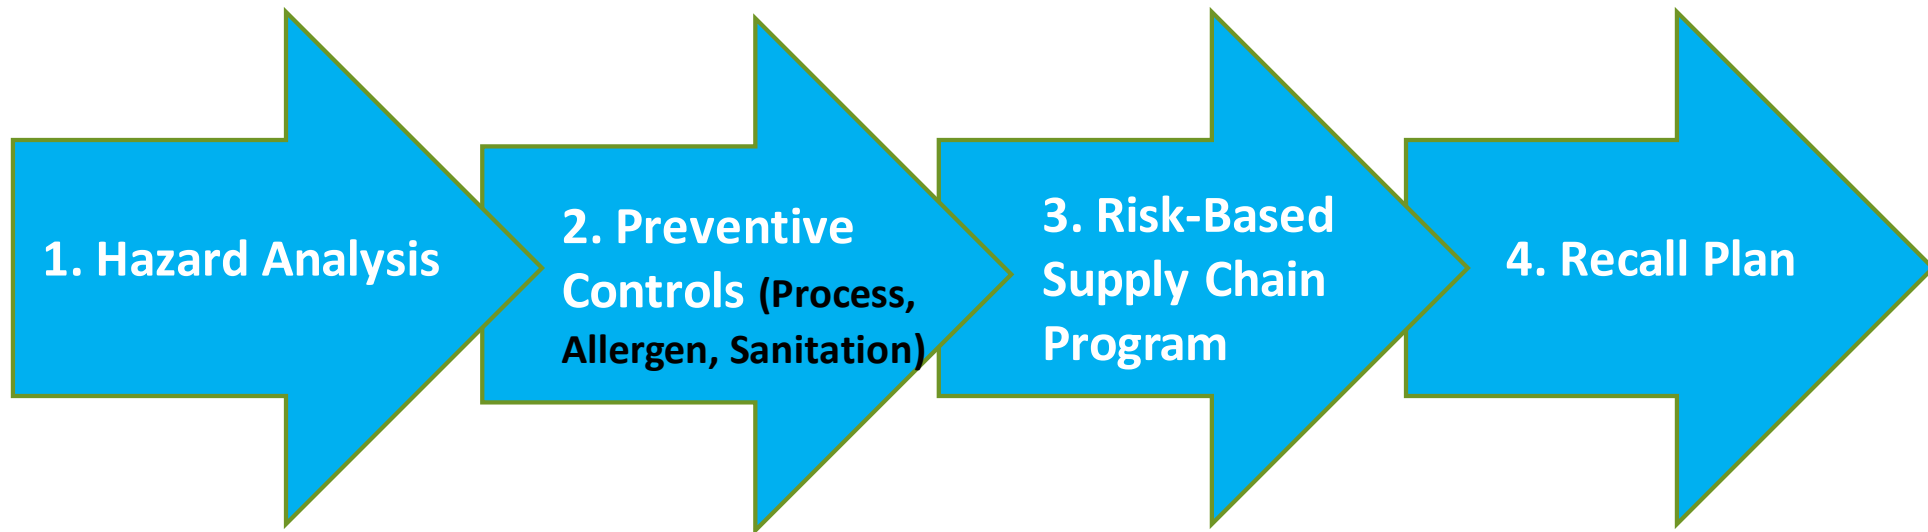 1. Hazard Analysis
2. Preventive
Controls (Process,
Allergen, Sanitation)
3. Risk-Based
Supply Chain
Program
4. Recall Plan